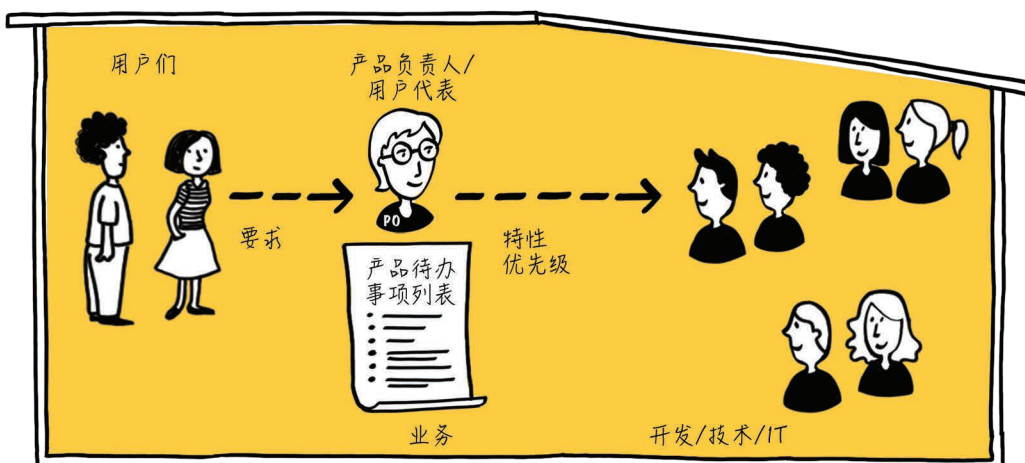 用户们
产品负责人/
用户代表
PO
要求
产品待办
事项列表
特性
优先级
业务
开发/技术/IT